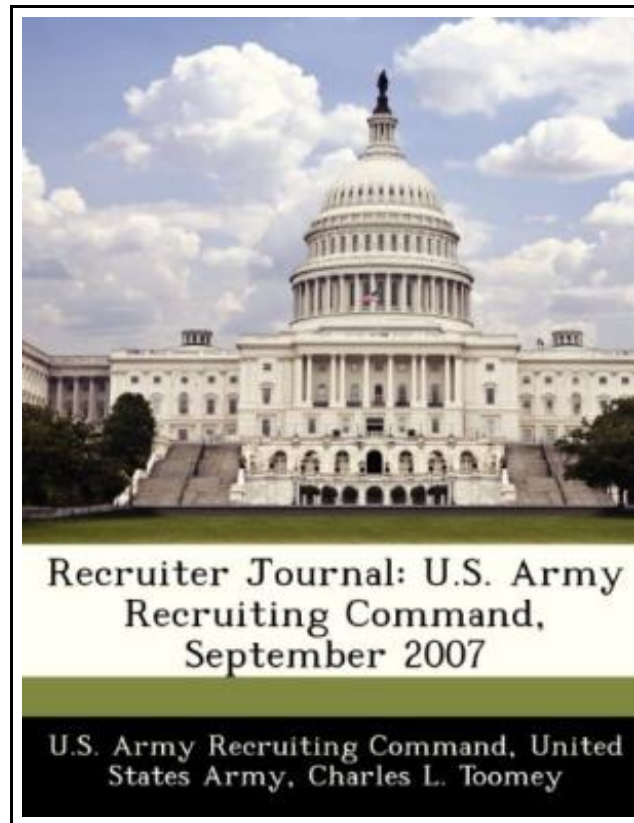 Recruiter Journal: U.S. Army
Recruiting Command,
September 2007
U.S. Army Recruiting Command, United
States Army, Charles L. Toomey